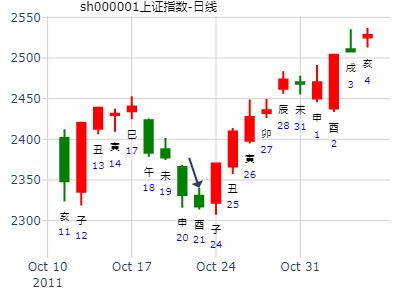 sh000001上证指数-日线
2550
2500
2450
2400
2350
2300
亥
11
子
12
丑
13
寅
14
巳
17
午
18
未
19
申
20
酉
21
子
24
丑
25
寅
26
卯
27
辰
28
未
31
申
1
酉
2
戌
3
亥
4
Oct 10
2011
Oct 17
Oct 24
Oct 31